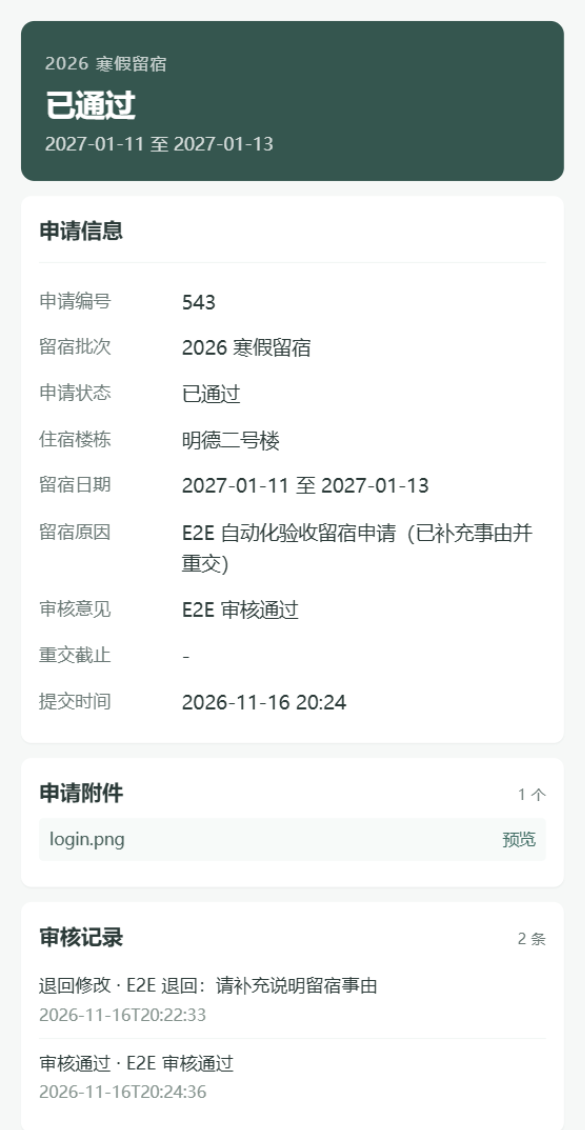 2026 寒假留宿
已通过
2027-01-11 至 2027-01-13
申请信息
申请编号 543
留宿批次 2026 寒假留宿
申请状态 已通过
住宿楼栋 明德二号楼
留宿日期 2027-01-11 至 2027-01-13
留宿原因 E2E 自动化验收留宿申请（已补充事由并
重交）
审核意见 E2E 审核通过
重交截止 -
提交时间 2026-11-16 20:24
申请附件 1 个
login.png 预览
审核记录 2 条
退回修改 · E2E 退回：请补充说明留宿事由
2026-11-16T20:22:33
审核通过 · E2E 审核通过
2026-11-16T20:24:36